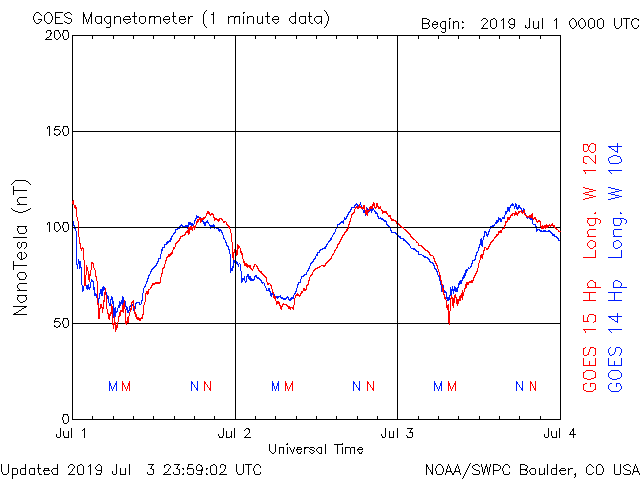 GOES Magnetometer (1 minute data)
Begin: 2019 Jul 1 0000 UTC
200
150
100
50
0
NanoTesla (nT)
M M N N M M N N M M N N
Jul 1 Jul 2 Jul 3 Jul 4
Universal Time
GOES 15 Hp Long. W 128
GOES 14 Hp Long. W 104
Updated 2019 Jul 3 23:59:02 UTC
NOAA/SWPC Boulder, CO USA